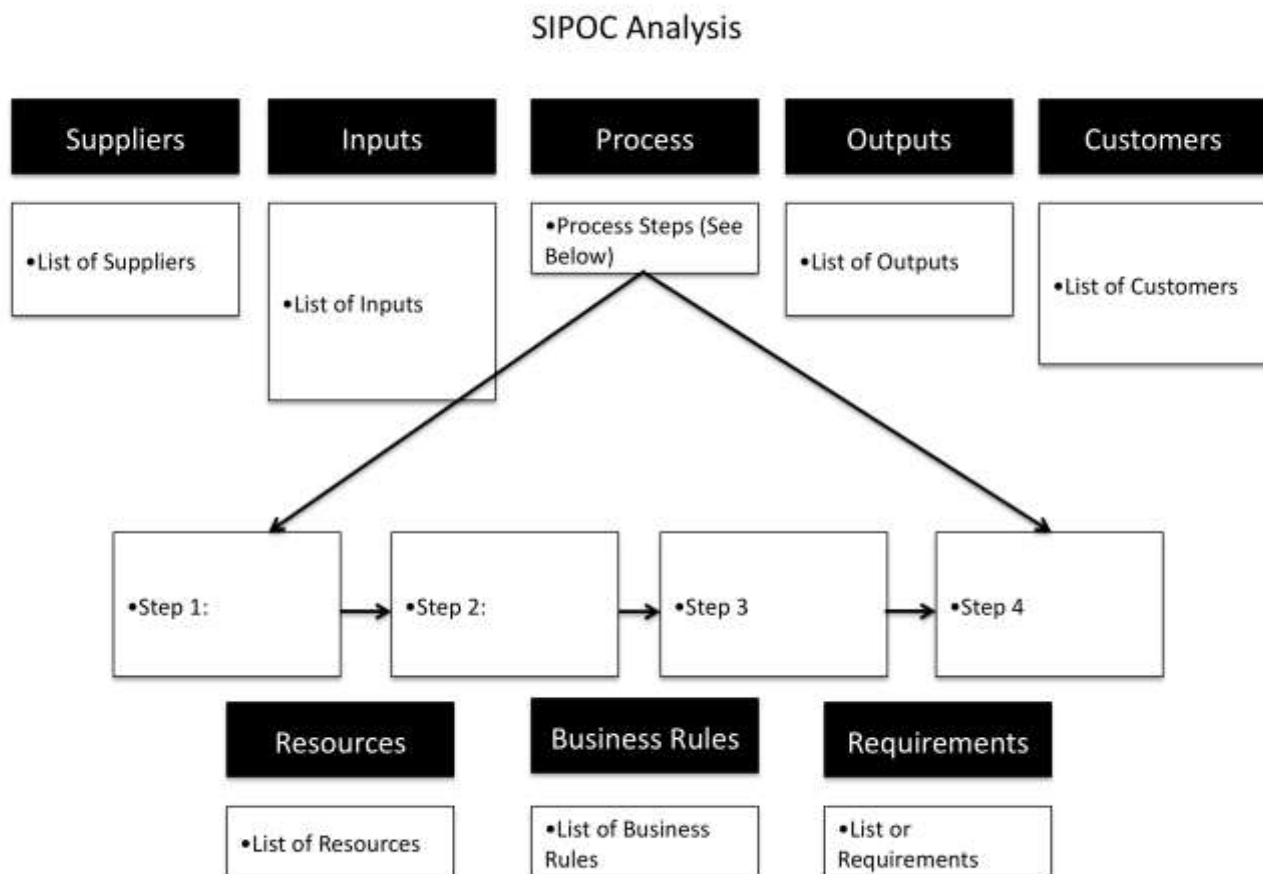 SIPOC Analysis
Suppliers
Inputs
Process
Outputs
Customers
•List of Suppliers
•List of Inputs
•Process Steps (See
Below)
•List of Outputs
•List of Customers
•Step 1:
•Step 2:
•Step 3
•Step 4
Resources
Business Rules
Requirements
•List of Resources
•List of Business
Rules
•List or
Requirements